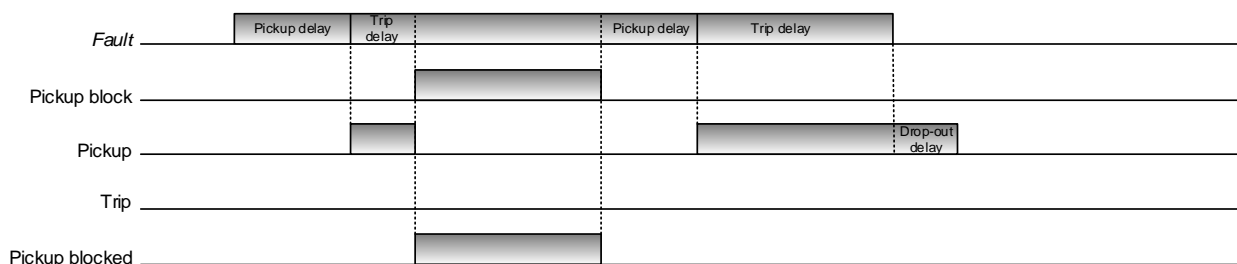 Fault
Pickup delay
Trip
delay
Pickup delay
Trip delay
Pickup block
Pickup
Drop-out
delay
Trip
Pickup blocked